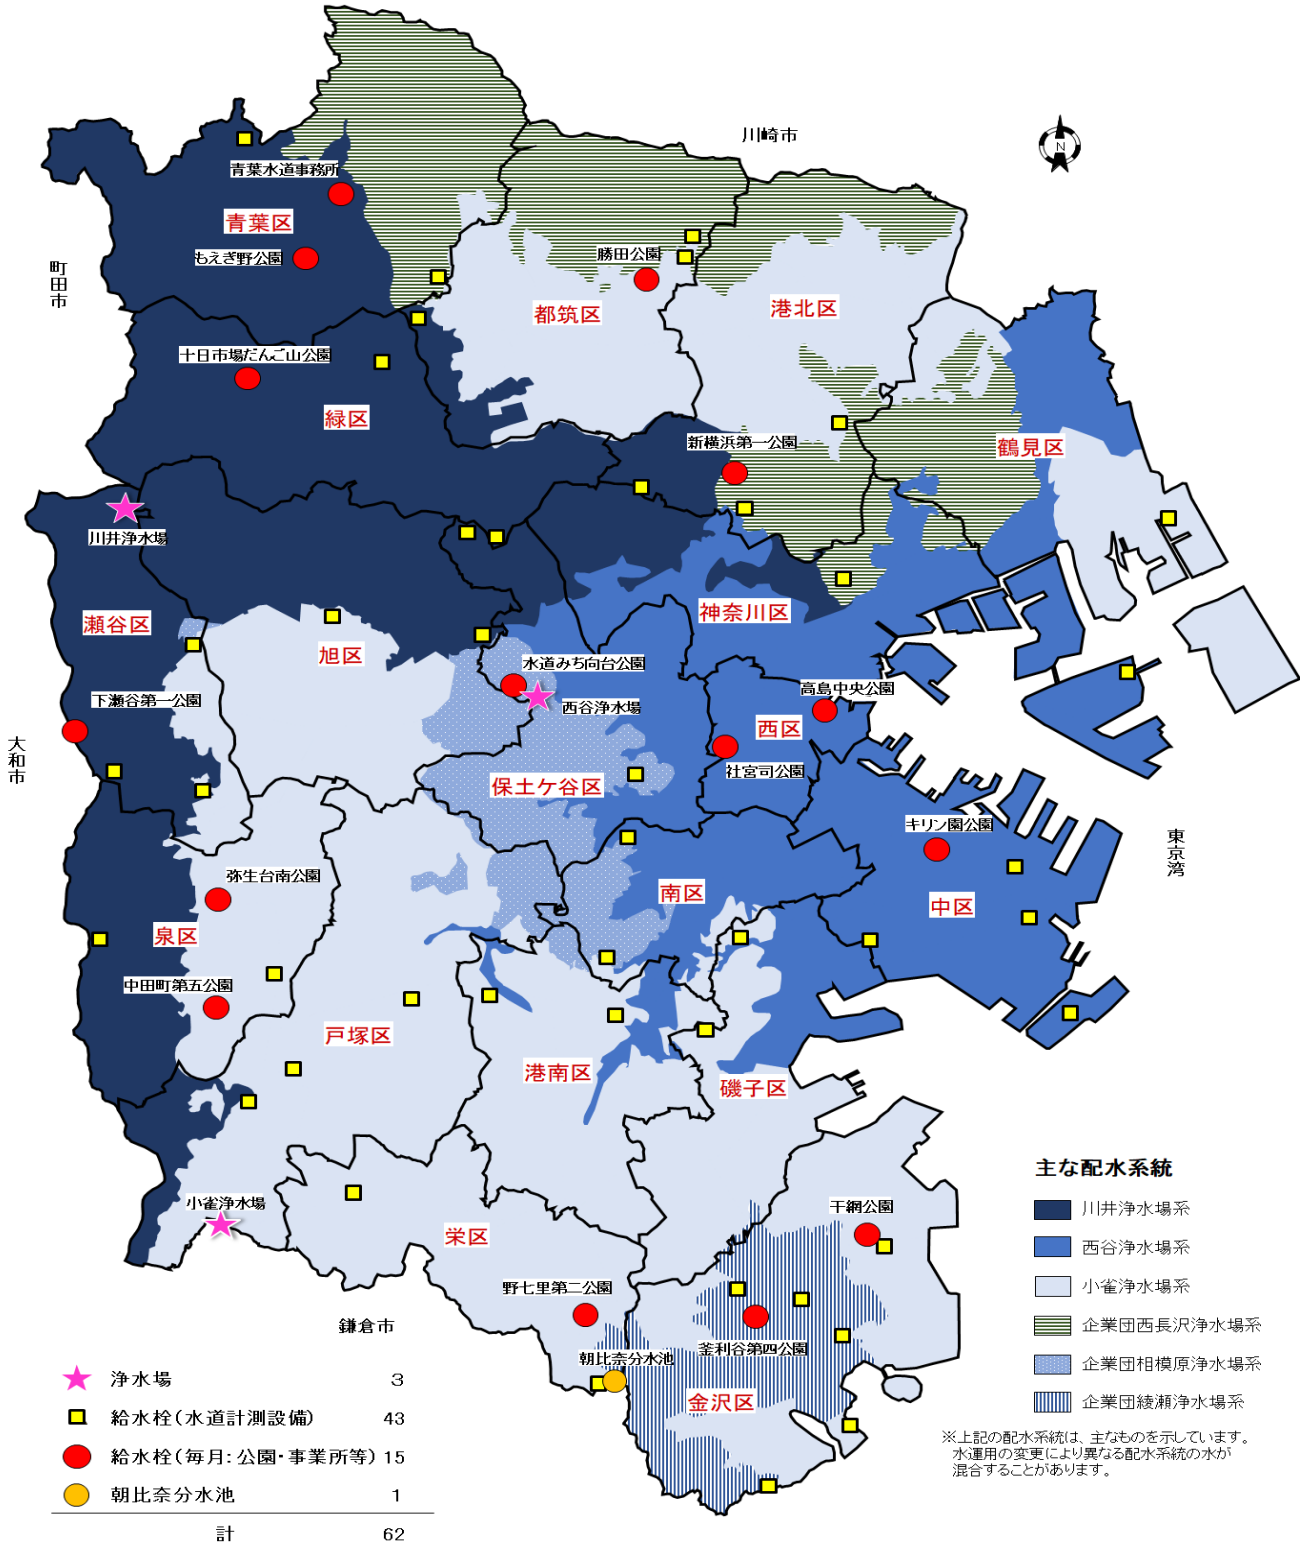 川崎市
N
青葉水道事務所
青葉区
もえぎ野公園
勝田公園
町田市
都筑区
港北区
十日市場だんご山公園
緑区
新横浜第一公園
鶴見区
川井浄水場
瀬谷区
神奈川区
旭区
水道みち向台公園
下瀬谷第一公園
西谷浄水場
高島中央公園
西区
大和市
社宮司公園
保土ケ谷区
キリン園公園
東京湾
弥生台南公園
南区
中区
泉区
中田町第五公園
戸塚区
港南区
磯子区
小雀浄水場
栄区
干網公園
野七里第二公園
鎌倉市
朝比奈分水池
釜利谷第四公園
金沢区
主な配水系統
川井浄水場系
西谷浄水場系
小雀浄水場系
企業団西長沢浄水場系
企業団相模原浄水場系
企業団綾瀬浄水場系
※上記の配水系統は、主なものを示しています。
水運用の変更により異なる配水系統の水が
混合することがあります。
浄水場 3
給水栓(水道計測設備) 43
給水栓(毎月:公園・事業所等) 15
朝比奈分水池 1
計 62